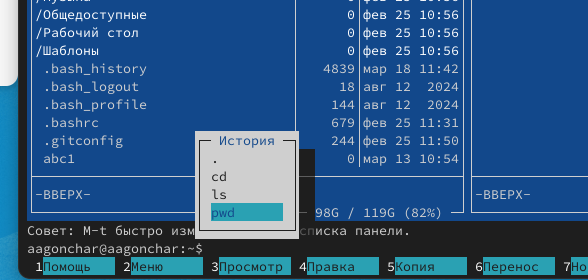 /Общедоступные 0 фев 25 10:56
/Рабочий стол 0 фев 25 10:56
/Шаблоны 0 фев 25 10:56
.bash_history 4839 мар 18 11:42
.bash_logout 18 авг 12 2024
.bash_profile 144 авг 12 2024
.bashrc 679 фев 25 11:31
.gitconfig 244 фев 25 11:50
abc1 0 мар 13 10:54
История
.
cd
ls
pwd
-ВВЕРХ- -ВВЕРХ-
98G / 119G (82%)
Совет: M-t быстро изм списка панели.
aagonchar@aagonchar:~$
1Помощь 2Меню 3Просмотр 4Правка 5Копия 6Перенос 7Но